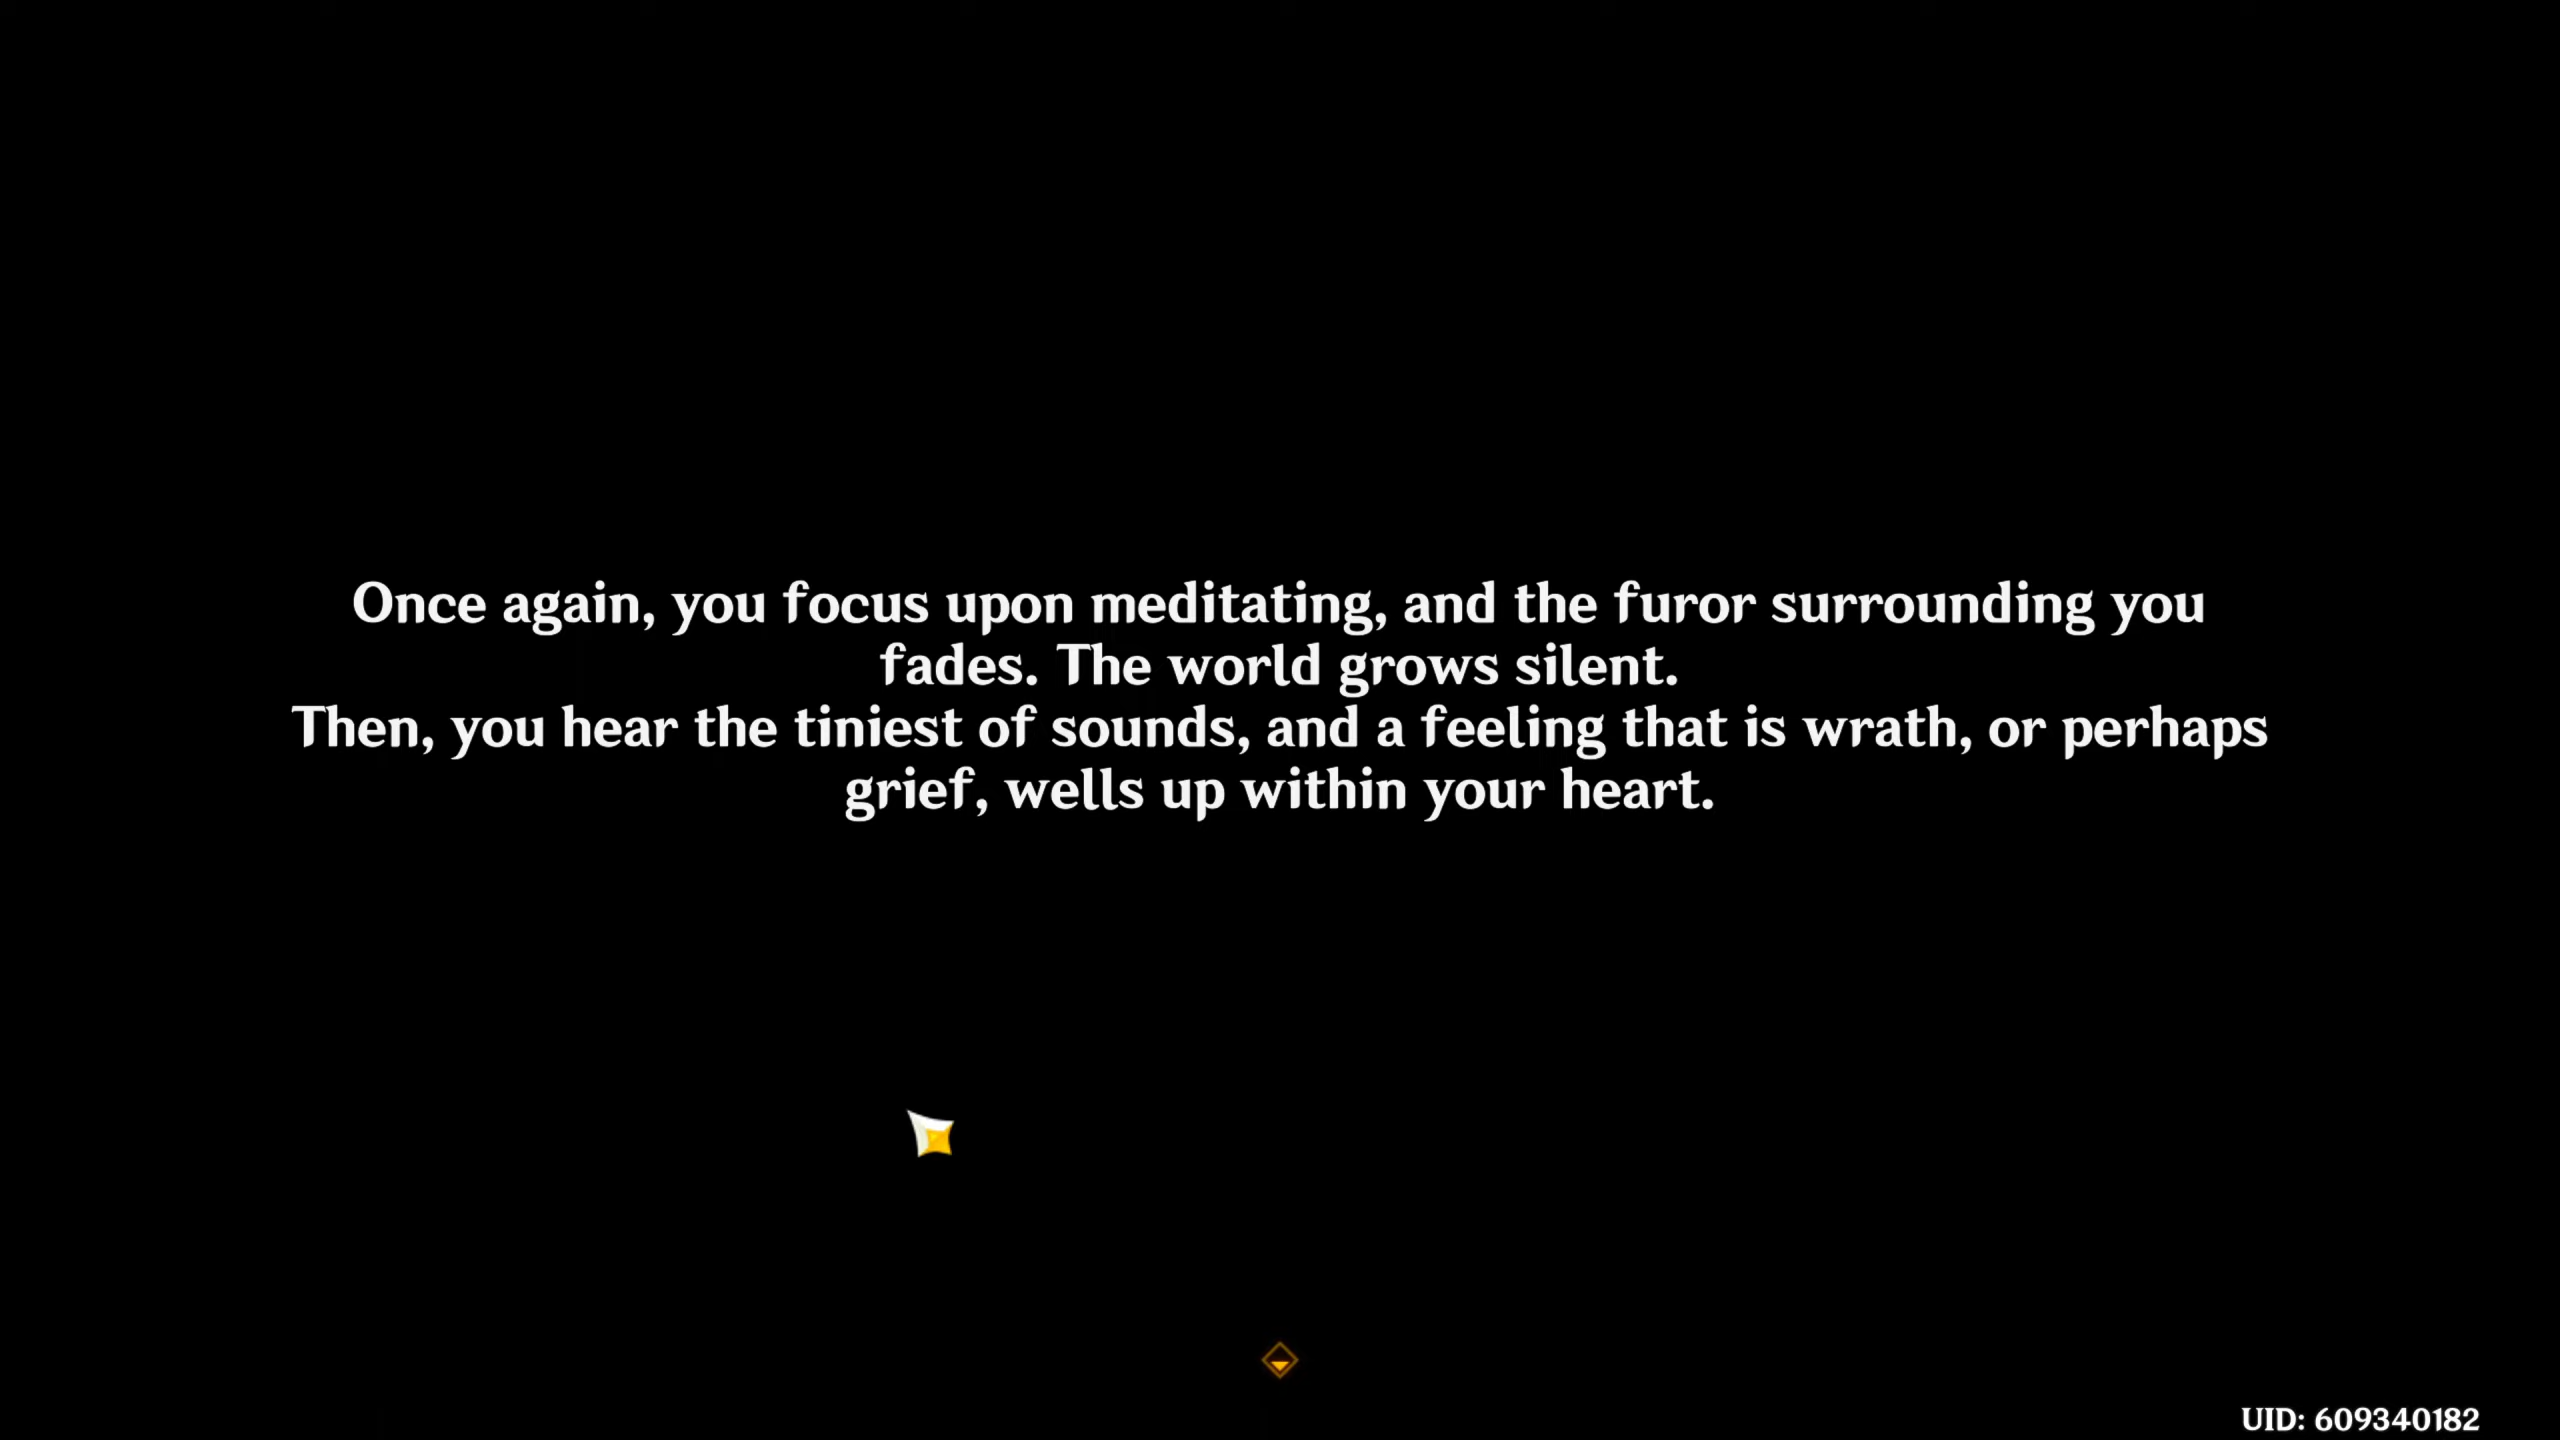 Once again, you focus upon meditating, and the furor surrounding you
fades. The world grows silent.
Then, you hear the tiniest of sounds, and a feeling that is wrath, or perhaps
grief, wells up within your heart.
UID: 609340182